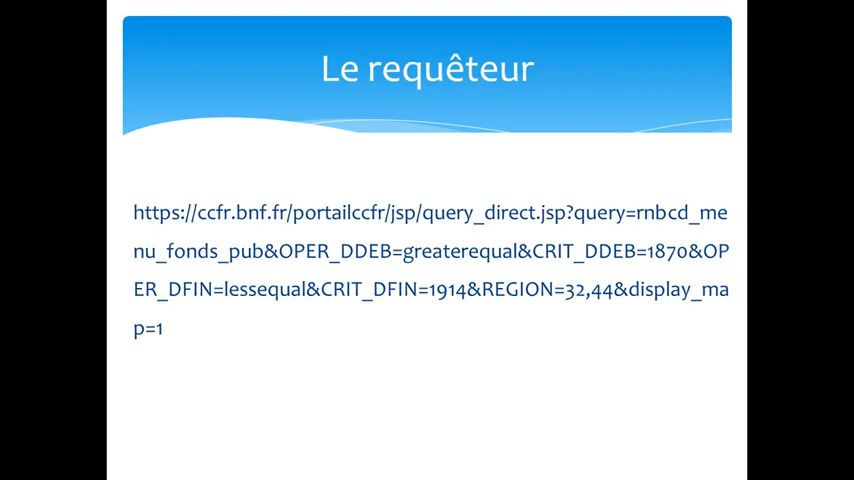 Le requêteur
https://ccfr.bnf.fr/portailccfr/jsp/query_direct.jsp?query=rnbcd_me
nu_fonds_pub&OPER_DDEB=greaterequal&CRIT_DDEB=1870&OP
ER_DFIN=lessequal&CRIT_DFIN=1914&REGION=32,44&display_ma
p=1